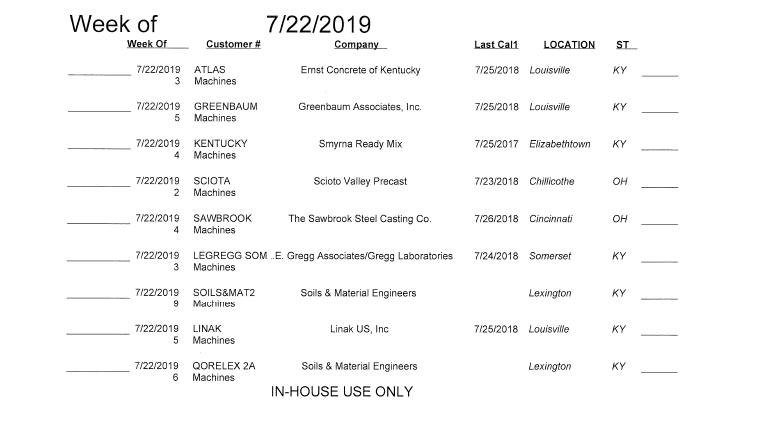 Week of 7/22/2019
Week Of Customer # Company Last Cal1 LOCATION ST
7/22/2019 ATLAS Ernst Concrete of Kentucky 7/25/2018 Louisville KY
3 Machines
7/22/2019 GREENBAUM Greenbaum Associates, Inc. 7/25/2018 Louisville KY
5 Machines
7/22/2019 KENTUCKY Smyrna Ready Mix 7/25/2017 Elizabethtown KY
4 Machines
7/22/2019 SCIOTA Scioto Valley Precast 7/23/2018 Chillicothe OH
2 Machines
7/22/2019 SAWBROOK The Sawbrook Steel Casting Co. 7/26/2018 Cincinnati OH
4 Machines
7/22/2019 LEGREGG SOM .E. Gregg Associates/Gregg Laboratories 7/24/2018 Somerset KY
3 Machines
7/22/2019 SOILS&MAT2 Soils & Material Engineers Lexington KY
9 Machines
7/22/2019 LINAK Linak US, Inc 7/25/2018 Louisville KY
5 Machines
7/22/2019 QORELEX 2A Soils & Material Engineers Lexington KY
6 Machines
IN-HOUSE USE ONLY